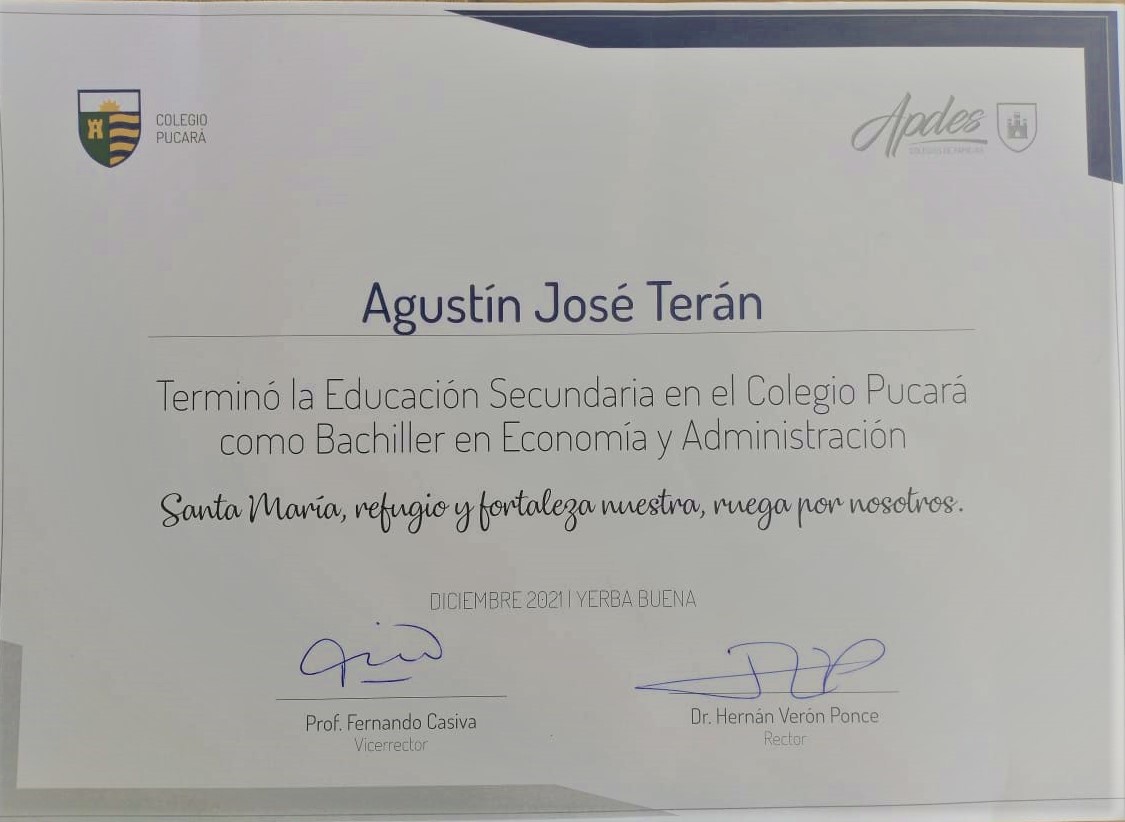 COLEGIO
PUCARÁ
Apdes
COLEGIOS DE FAMILIAS
Agustín José Terán
Terminó la Educación Secundaria en el Colegio Pucará
como Bachiller en Economía y Administración
Santa María, refugio y fortaleza nuestra, ruega por nosotros.
DICIEMBRE 2021 | YERBA BUENA
Prof. Fernando Casiva
Vicerrector
Dr. Hernán Verón Ponce
Rector